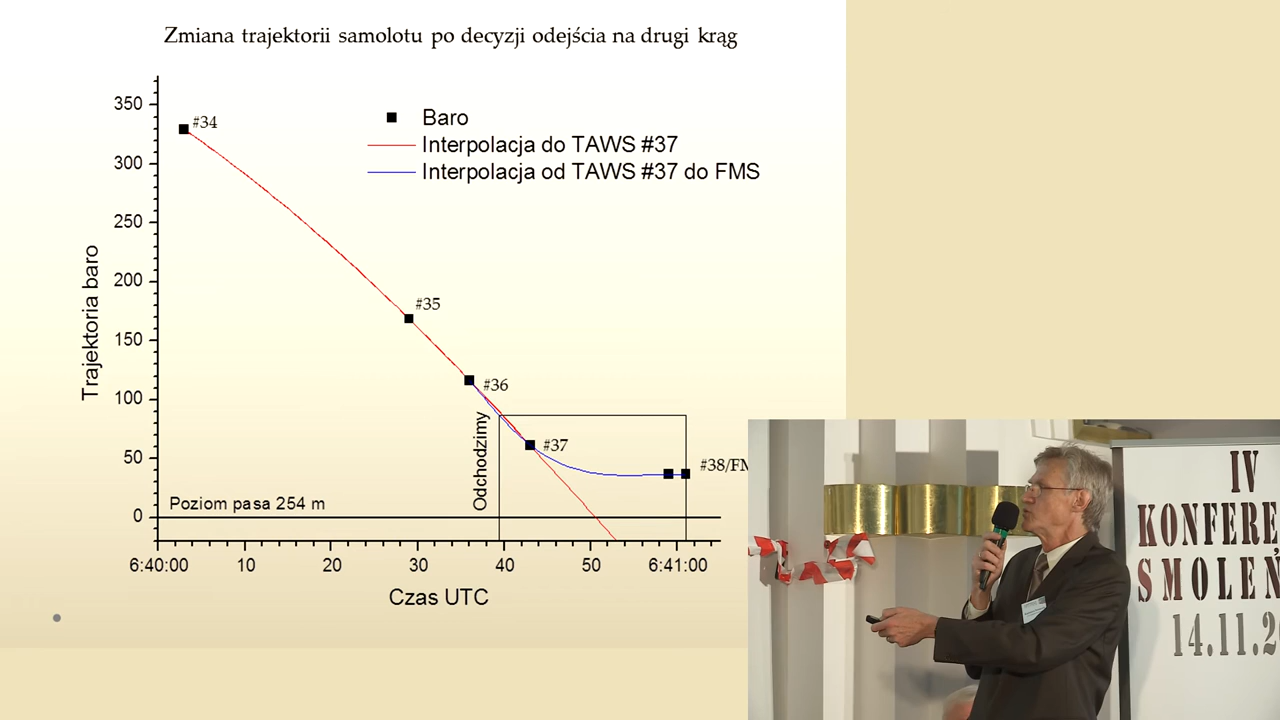 Zmiana trajektorii samolotu po decyzji odejścia na drugi krąg
350
300
250
200
150
100
50
0
Trajektoria baro
#34
#35
#36
#37
#38/FM
Baro
Interpolacja do TAWS #37
Interpolacja od TAWS #37 do FMS
Odchodzimy
Poziom pasa 254 m
6:40:00
10
20
30
40
50
6:41:00
Czas UTC
IV
KONFERE
SMOLEŃ
14.11.2